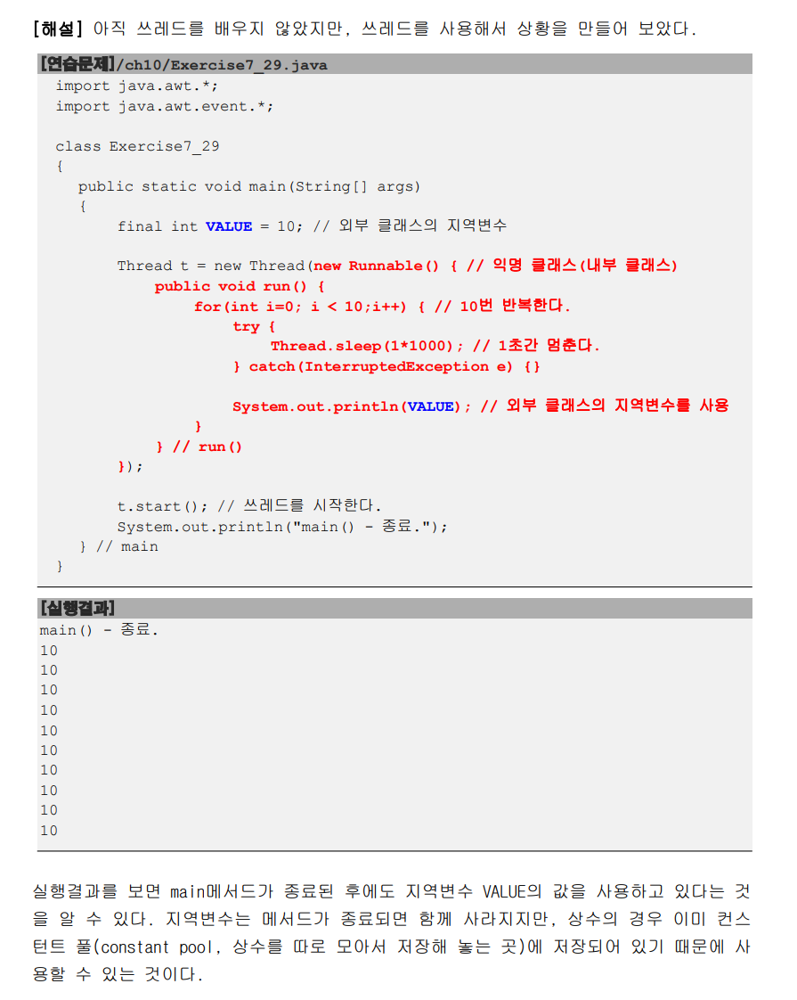 [해설] 아직 쓰레드를 배우지 않았지만, 쓰레드를 사용해서 상황을 만들어 보았다.
[연습문제]/ch10/Exercise7_29.java
import java.awt.*;
import java.awt.event.*;
class Exercise7_29
{
public static void main(String[] args)
{
final int VALUE = 10; // 외부 클래스의 지역변수
Thread t = new Thread(new Runnable() { // 익명 클래스(내부 클래스)
public void run() {
for(int i=0; i < 10;i++) { // 10번 반복한다.
try {
Thread.sleep(1*1000); // 1초간 멈춘다.
} catch(InterruptedException e) {}
System.out.println(VALUE); // 외부 클래스의 지역변수를 사용
}
} // run()
});
t.start(); // 쓰레드를 시작한다.
System.out.println("main() - 종료.");
} // main
}
[실행결과]
main() - 종료.
10
10
10
10
10
10
10
10
10
10
실행결과를 보면 main메서드가 종료된 후에도 지역변수 VALUE의 값을 사용하고 있다는 것
을 알 수 있다. 지역변수는 메서드가 종료되면 함께 사라지지만, 상수의 경우 이미 컨스
턴트 풀(constant pool, 상수를 따로 모아서 저장해 놓는 곳)에 저장되어 있기 때문에 사
용할 수 있는 것이다.